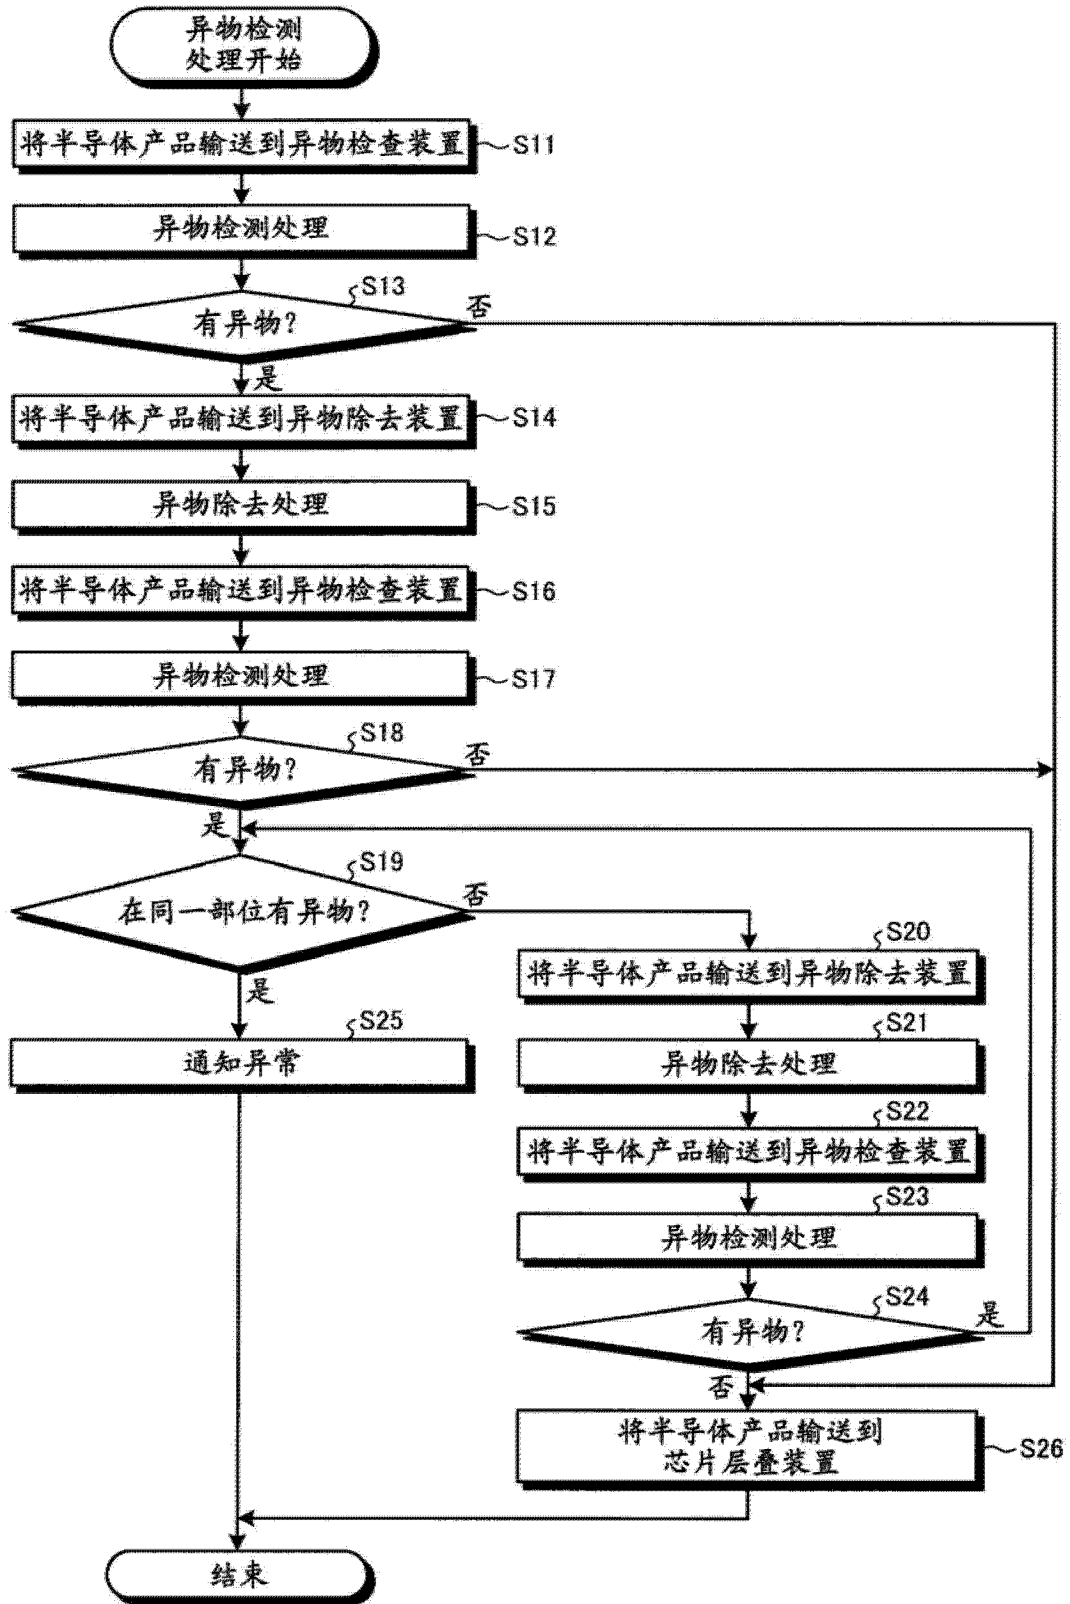 异物检测
处理开始
将半导体产品输送到异物检查装置
S11
异物检测处理
S12
S13
有异物?
否
是
将半导体产品输送到异物除去装置
S14
异物除去处理
S15
将半导体产品输送到异物检查装置
S16
异物检测处理
S17
S18
有异物?
否
是
S19
在同一部位有异物?
否
是
S20
将半导体产品输送到异物除去装置
S25
通知异常
S21
异物除去处理
S22
将半导体产品输送到异物检查装置
S23
异物检测处理
S24
有异物?
是
否
将半导体产品输送到
芯片层叠装置
S26
结束